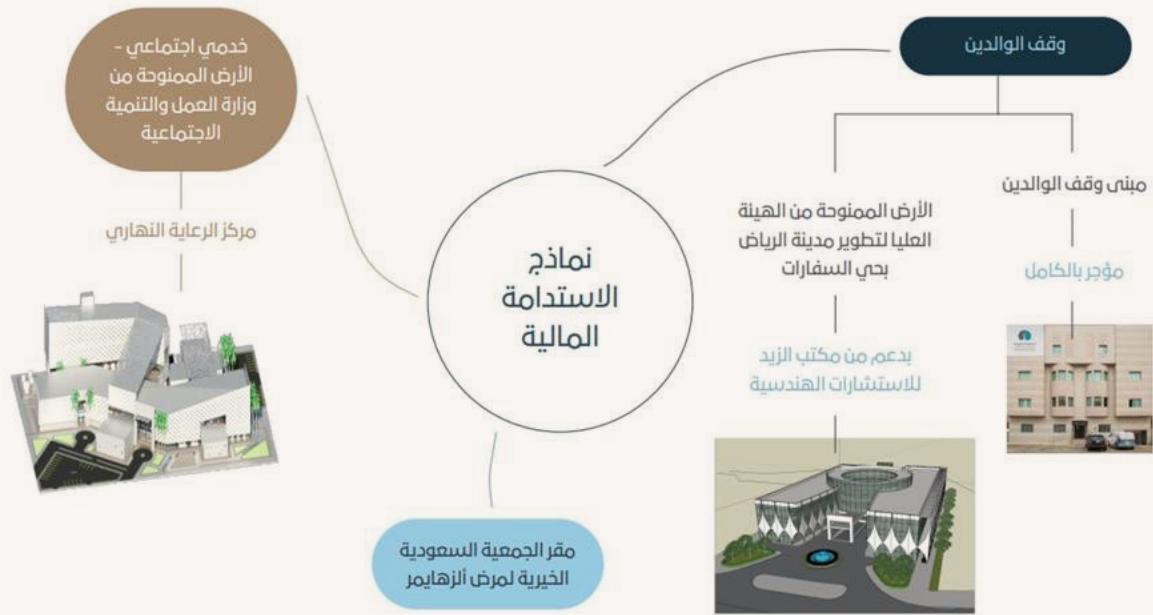 وقف الوالدين
مبنى وقف الوالدين
مؤجر بالكامل
الأرض الممنوحة من الهيئة
العليا لتطوير مدينة الرياض
بحي السفارات
بدعم من مكتب الزيد
للاستشارات الهندسية
نماذج
الاستدامة
المالية
خدمي اجتماعي -
الأرض الممنوحة من
وزارة العمل والتنمية
الاجتماعية
مركز الرعاية النهاري
مقر الجمعية السعودية
الخيرية لمرض ألزهايمر